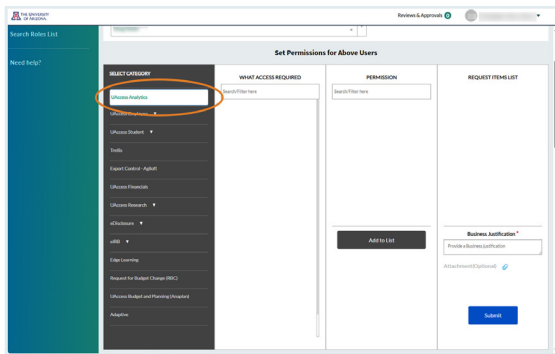 THE UNIVERSITY
OF ARIZONA
Reviews & Approvals 0
Search Roles List
Need help?
Set Permissions for Above Users
SELECT CATEGORY
WHAT ACCESS REQUIRED
PERMISSION
REQUEST ITEMS LIST
Search/Filter here
Search/Filter here
UAccess Analytics
UAccess Employee
UAccess Student
Trellis
Export Control - Agiloft
UAccess Financials
UAccess Research
eDisclosure
eIRB
Edge Learning
Request for Budget Change (RBC)
UAccess Budget and Planning (Anaplan)
Adaptive
Add to List
Business Justification *
Provide a Business Justification
Attachment(Optional)
Submit